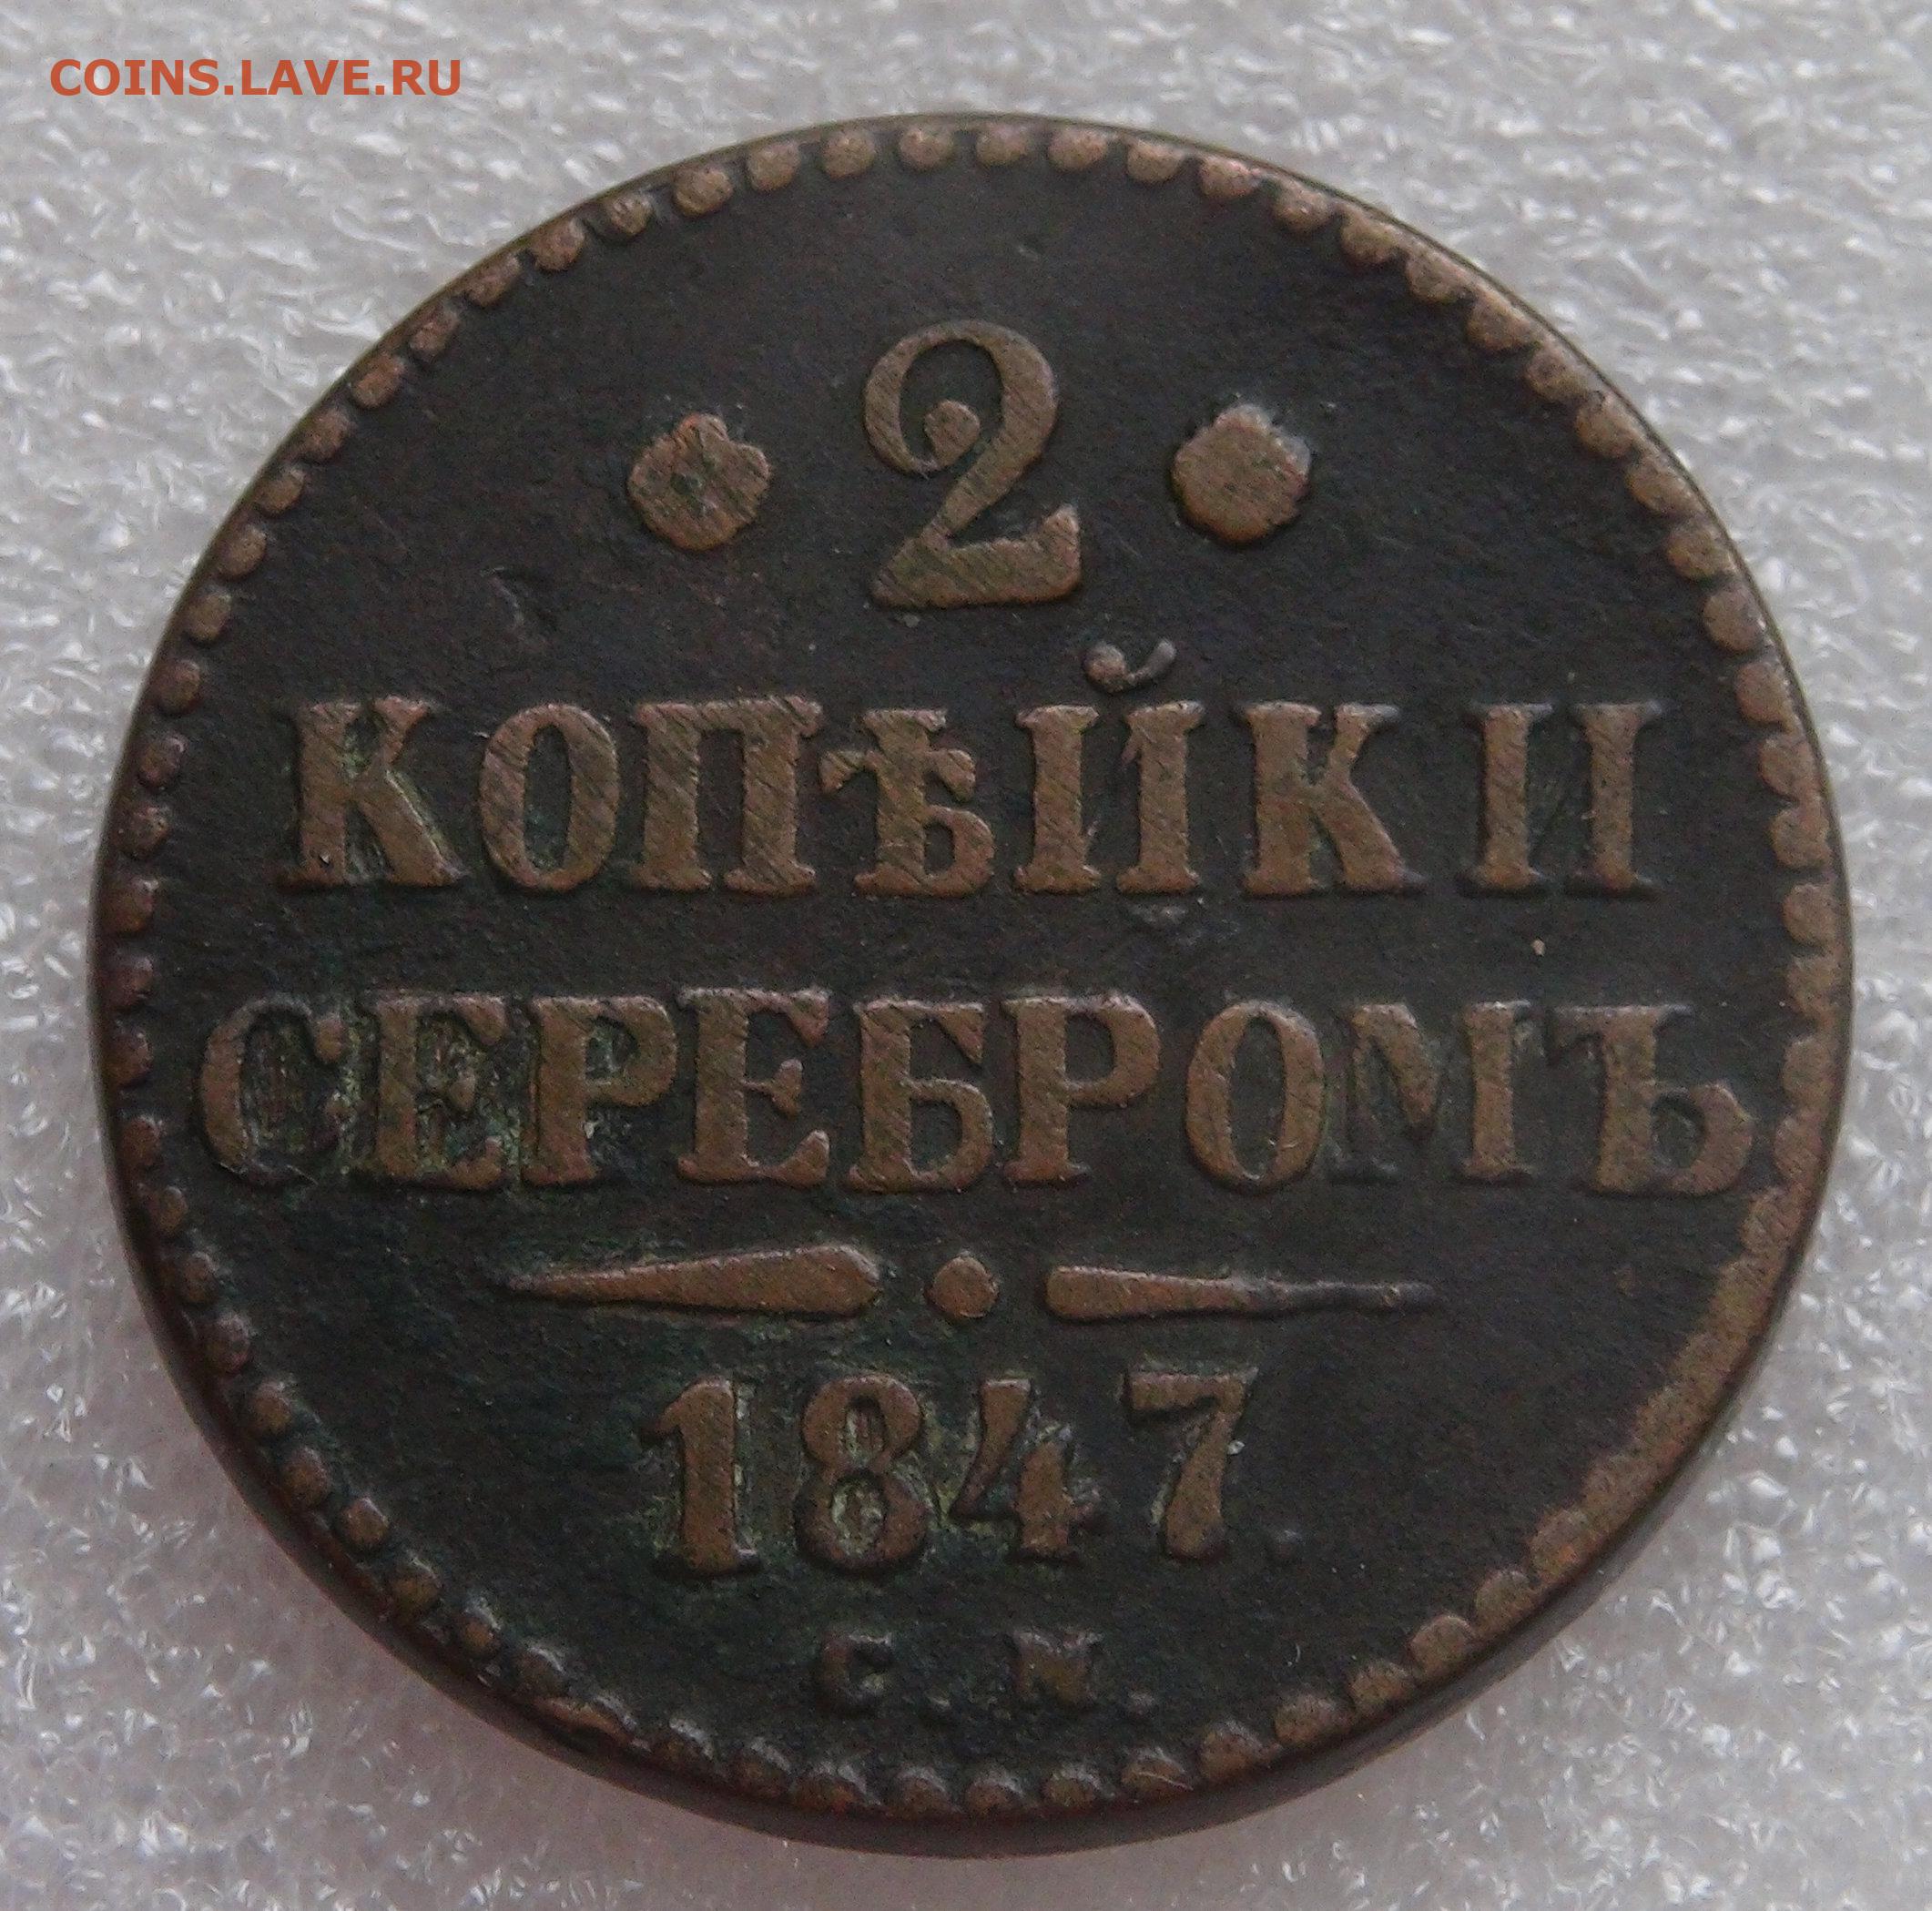 COINS.LAVE.RU
2
КОПѢЙКИ
СЕРЕБРОМЪ
1847.
С. М.